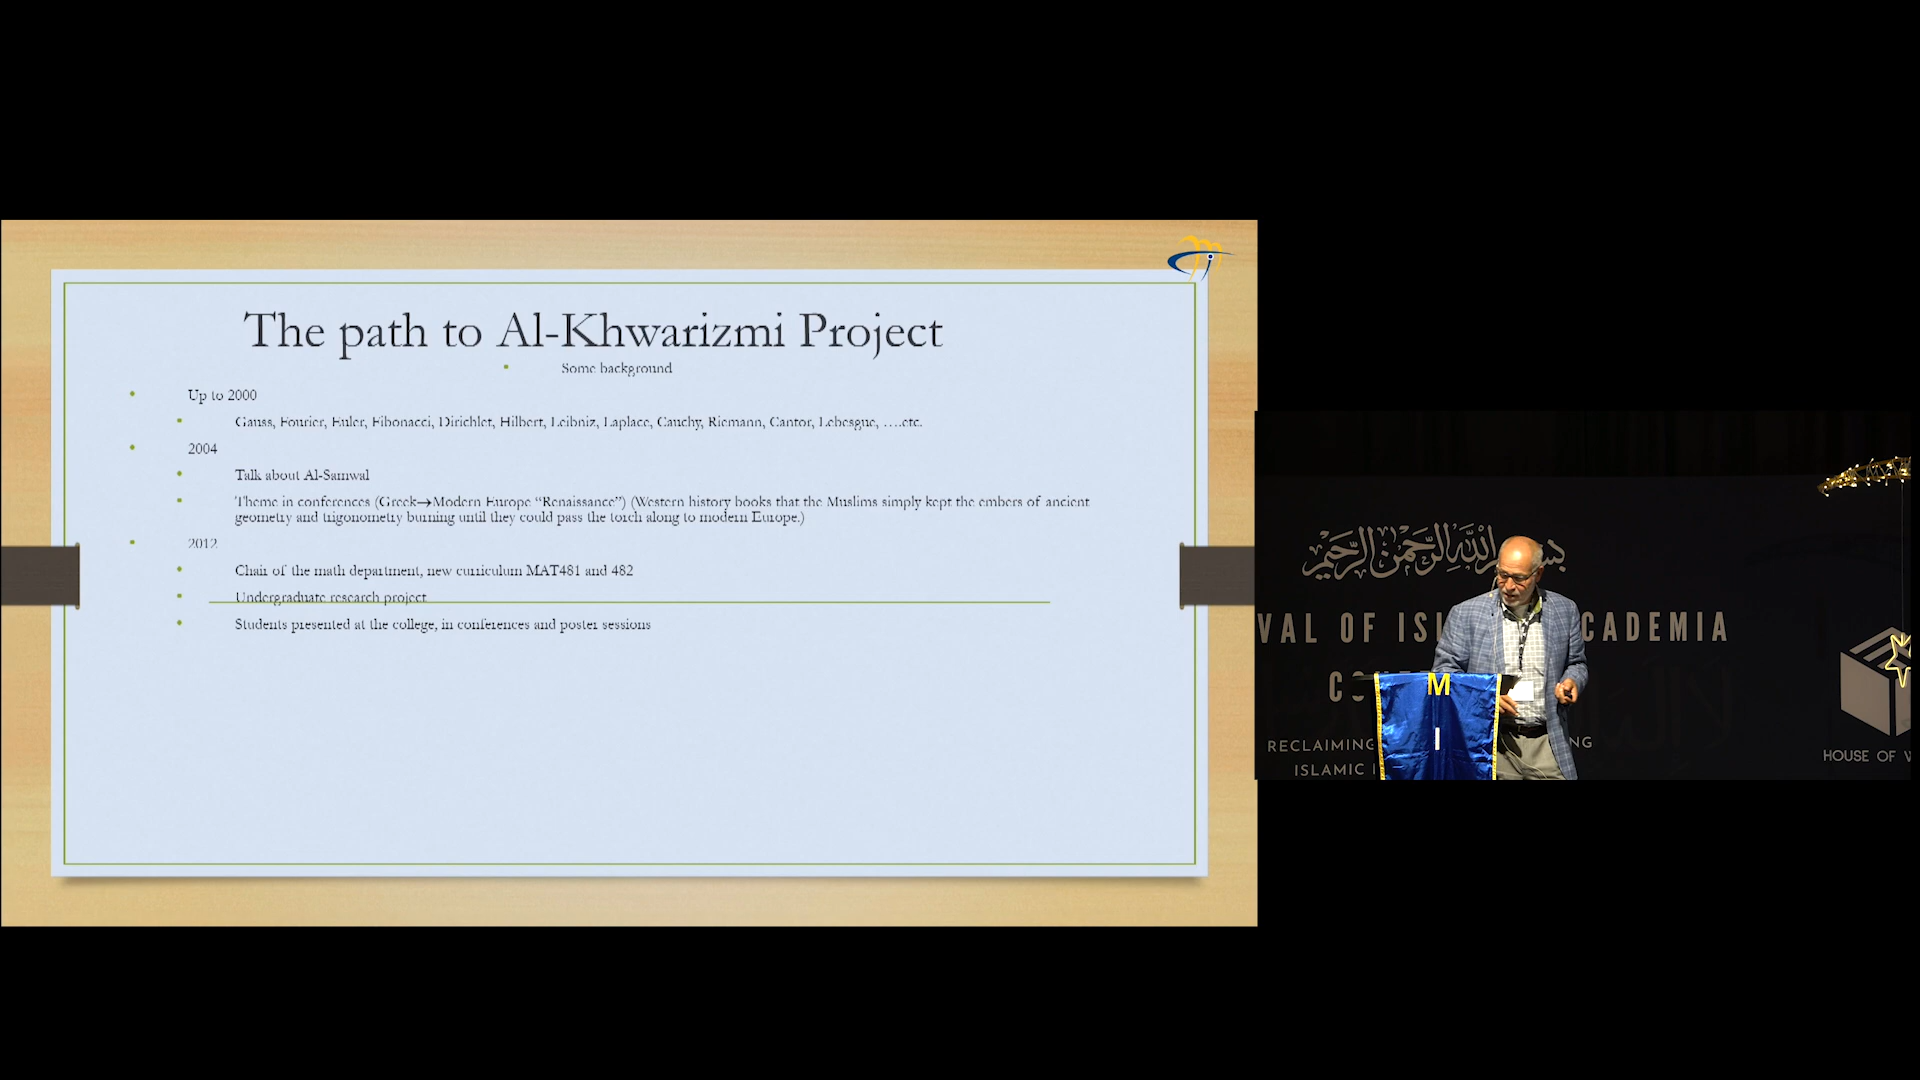 The path to Al-Khwarizmi Project
• Some background
• Up to 2000
• Gauss, Fourier, Euler, Fibonacci, Dirichlet, Hilbert, Leibniz, Laplace, Cauchy, Riemann, Cantor, Lebesgue, ….etc.
• 2004
• Talk about Al-Samwal
• Theme in conferences (Greek→Modern Europe “Renaissance”) (Western history books that the Muslims simply kept the embers of ancient
geometry and trigonometry burning until they could pass the torch along to modern Europe.)
• 2012
• Chair of the math department, new curriculum MAT481 and 482
• Undergraduate research project
• Students presented at the college, in conferences and poster sessions
بسم الله الرحمن الرحيم
VAL OF ISL CADEMIA
M
RECLAIMING NG
ISLAMIC
HOUSE OF